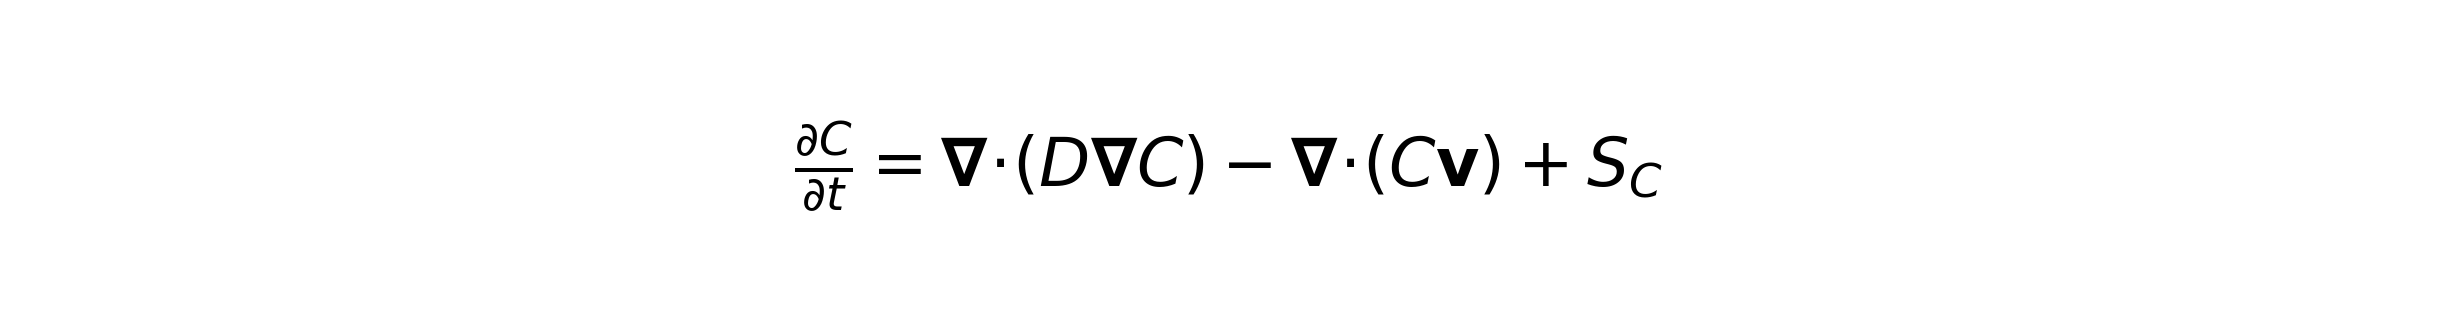 ∂C/∂t = ∇·(D∇C) − ∇·(Cv) + S_C